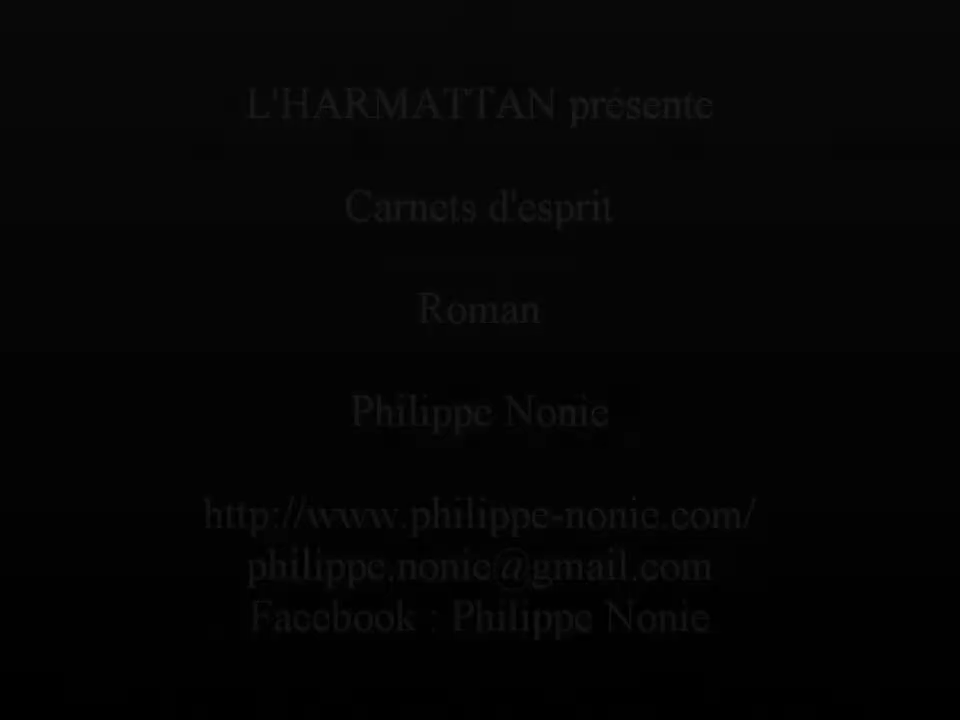 L'HARMATTAN présente
Carnets d'esprit
Roman
Philippe Nonie
http://www.philippe-nonie.com/
philippe.nonie@gmail.com
Facebook : Philippe Nonie